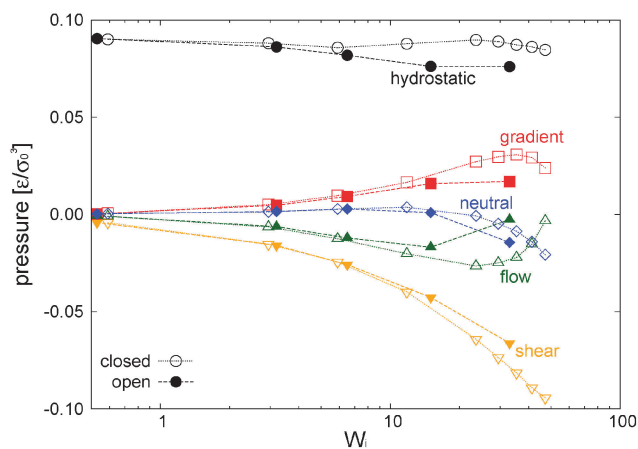 0.10
hydrostatic
0.05
gradient
pressure [ε/σ₀³]
neutral
0.00
flow
-0.05
closed
shear
open
-0.10
1 10 100
Wᵢ